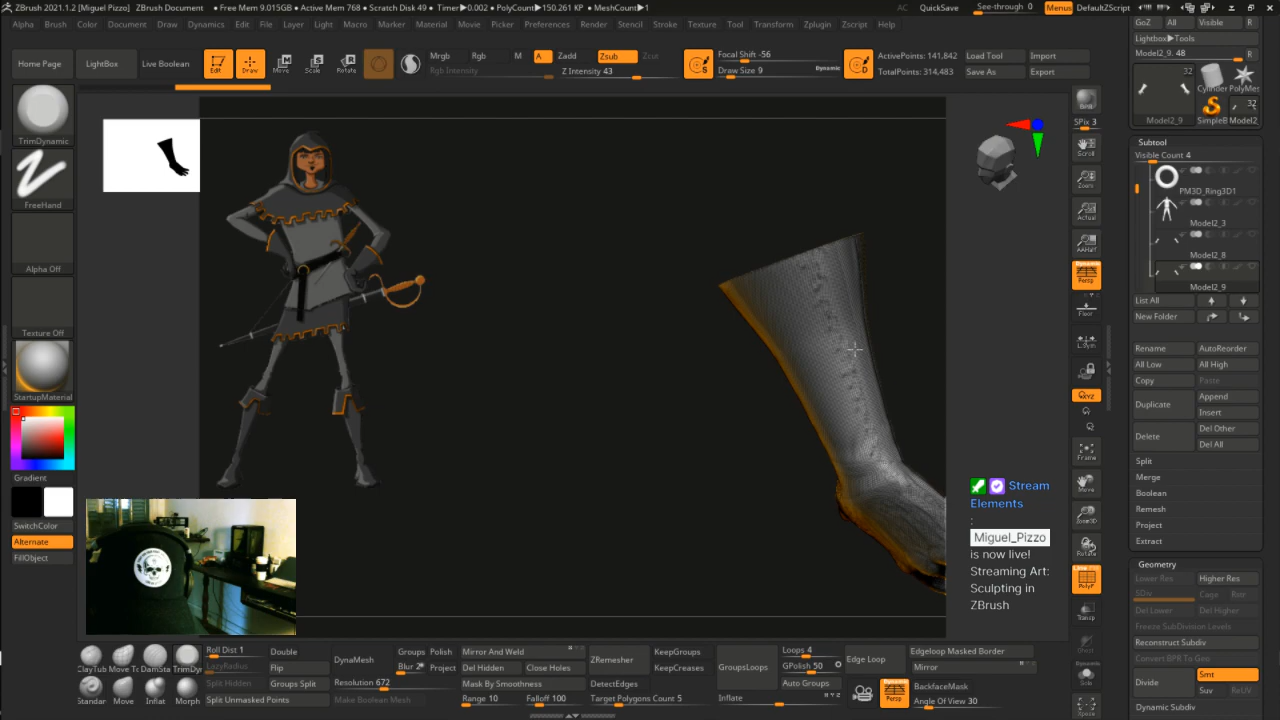 ZBrush 2021.1.2 [Miguel Pizzo] ZBrush Document • Free Mem 9.015GB • Active Mem 768 • Scratch Disk 49 • Timer▶0.002 • PolyCount▶150.261 KP • MeshCount▶1 AC QuickSave See-through 0 Menus DefaultZScript
Alpha Brush Color Document Draw Dynamics Edit File Layer Light Macro Marker Material Movie Picker Preferences Render Stencil Stroke Texture Tool Transform Zplugin Zscript Help
Home Page LightBox Live Boolean Edit Draw Move Scale Rotate
Mrgb Rgb M A Zadd Zsub Zcut
Rgb Intensity Z Intensity 43
Focal Shift -56
Draw Size 9 Dynamic
ActivePoints: 141,842
TotalPoints: 314,483
Load Tool Import
Save As Export
GoZ All Visible R
Lightbox▶Tools
Model2_9. 48 R
32
Cylinder PolyMe
SimpleB
32
Model2_9 Model2_
TrimDynamic
FreeHand
Alpha Off
Texture Off
StartupMaterial
Gradient
SwitchColor
Alternate
FillObject
BPR
SPix 3
Scroll
Zoom
Actual
AAHalf
Dynamic
Persp
Floor
L.Sym
XYZ
Frame
Move
Zoom3D
Rotate
Line Fill
PolyF
Transp
Ghost
Dynamic
Solo
Xpose
Subtool
Visible Count 4
PM3D_Ring3D1
Model2_3
Model2_8
Model2_9
List All
New Folder
Rename AutoReorder
All Low All High
Copy Paste
Duplicate Append
Insert
Delete Del Other
Del All
Split
Merge
Boolean
Remesh
Project
Extract
Geometry
Lower Res Higher Res
SDiv Cage Rstr
Del Lower Del Higher
Freeze SubDivision Levels
Reconstruct Subdiv
Convert BPR To Geo
Divide Smt
Suv ReUV
Dynamic Subdiv
Stream
Elements
:
Miguel_Pizzo
is now live!
Streaming Art:
Sculpting in
ZBrush
ClayTub Move To DamSta TrimDy
Standar Move Inflat Morph
Roll Dist 1 Double
LazyRadius Flip
Split Hidden Groups Split
Split Unmasked Points
DynaMesh
Groups Polish
Blur 2 Project
Resolution 672
Make Boolean Mesh
Mirror And Weld
Del Hidden Close Holes
Mask By Smoothness
Range 10 Falloff 100
ZRemesher KeepGroups
KeepCreases
DetectEdges
Target Polygons Count 5
GroupsLoops
Loops 4
GPolish 50
Auto Groups
Inflate
Edge Loop
Edgeloop Masked Border
Mirror
Persp
BackfaceMask
Angle Of View 30